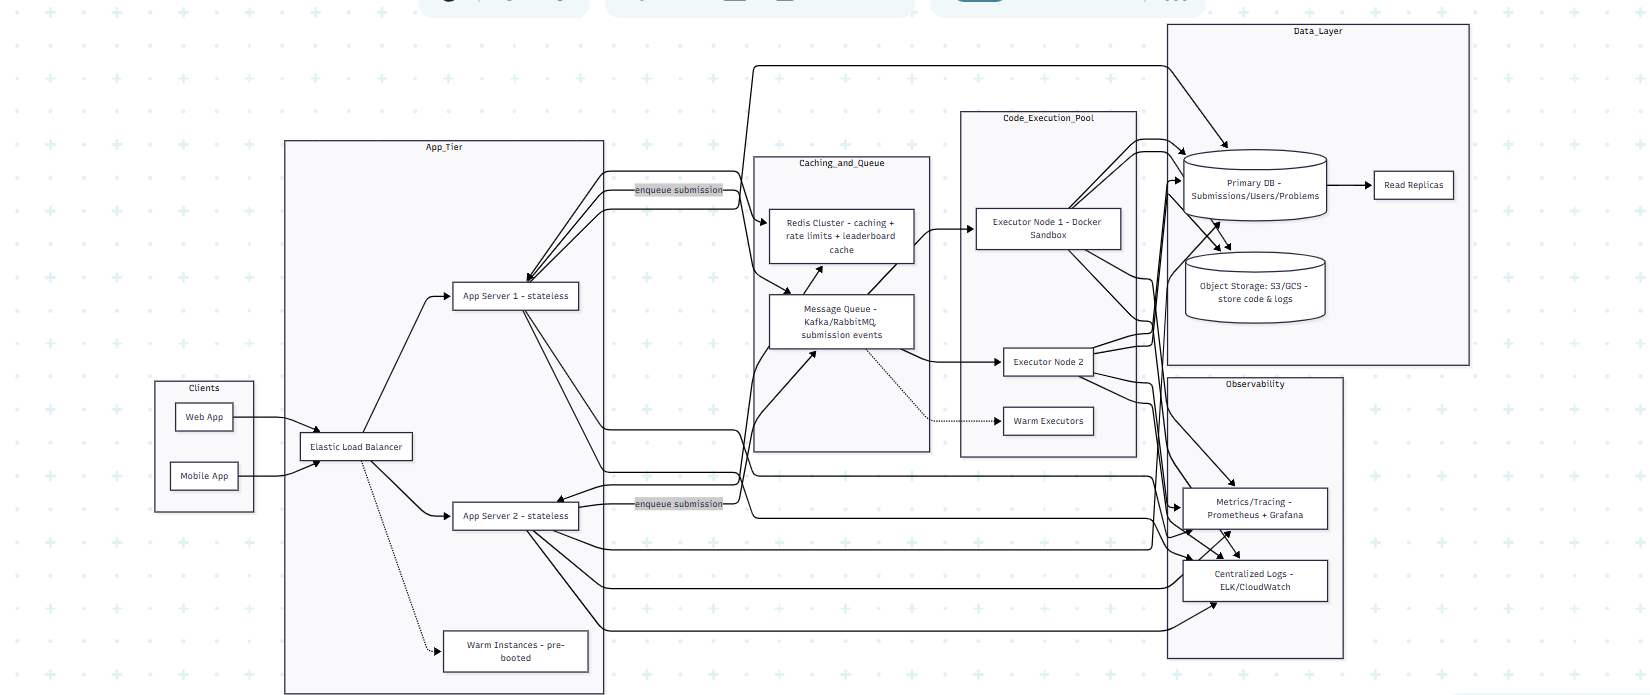 Data_Layer
Code_Execution_Pool
App_Tier
Caching_and_Queue
Primary DB -
Submissions/Users/Problems
Read Replicas
enqueue submission
Redis Cluster - caching +
rate limits + leaderboard
cache
Executor Node 1 - Docker
Sandbox
Object Storage: S3/GCS -
store code & logs
App Server 1 - stateless
Message Queue -
Kafka/RabbitMQ,
submission events
Executor Node 2
Clients
Observability
Web App
Warm Executors
Elastic Load Balancer
Mobile App
enqueue submission
App Server 2 - stateless
Metrics/Tracing -
Prometheus + Grafana
Centralized Logs -
ELK/CloudWatch
Warm Instances - pre-
booted